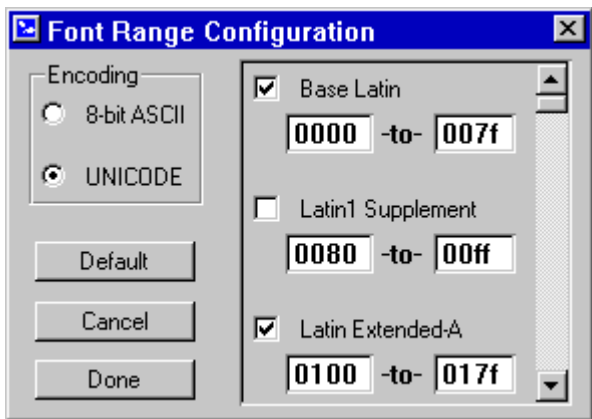 Font Range Configuration
Encoding
8-bit ASCII
UNICODE
Default
Cancel
Done
Base Latin
0000 -to- 007f
Latin1 Supplement
0080 -to- 00ff
Latin Extended-A
0100 -to- 017f